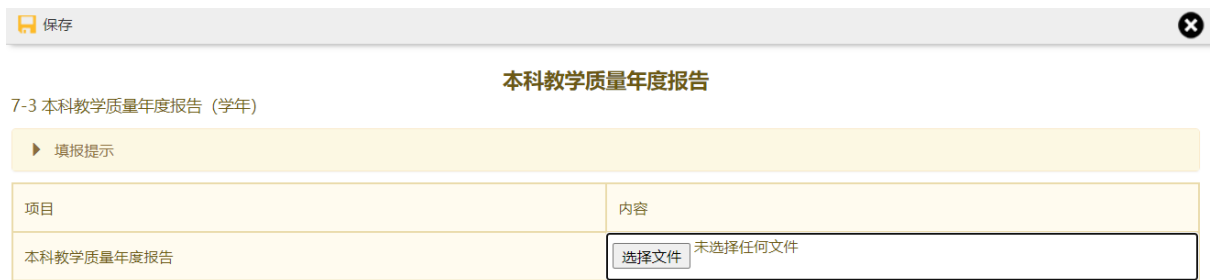 保存
本科教学质量年度报告
7-3 本科教学质量年度报告（学年）
填报提示
项目 内容
本科教学质量年度报告 选择文件 未选择任何文件